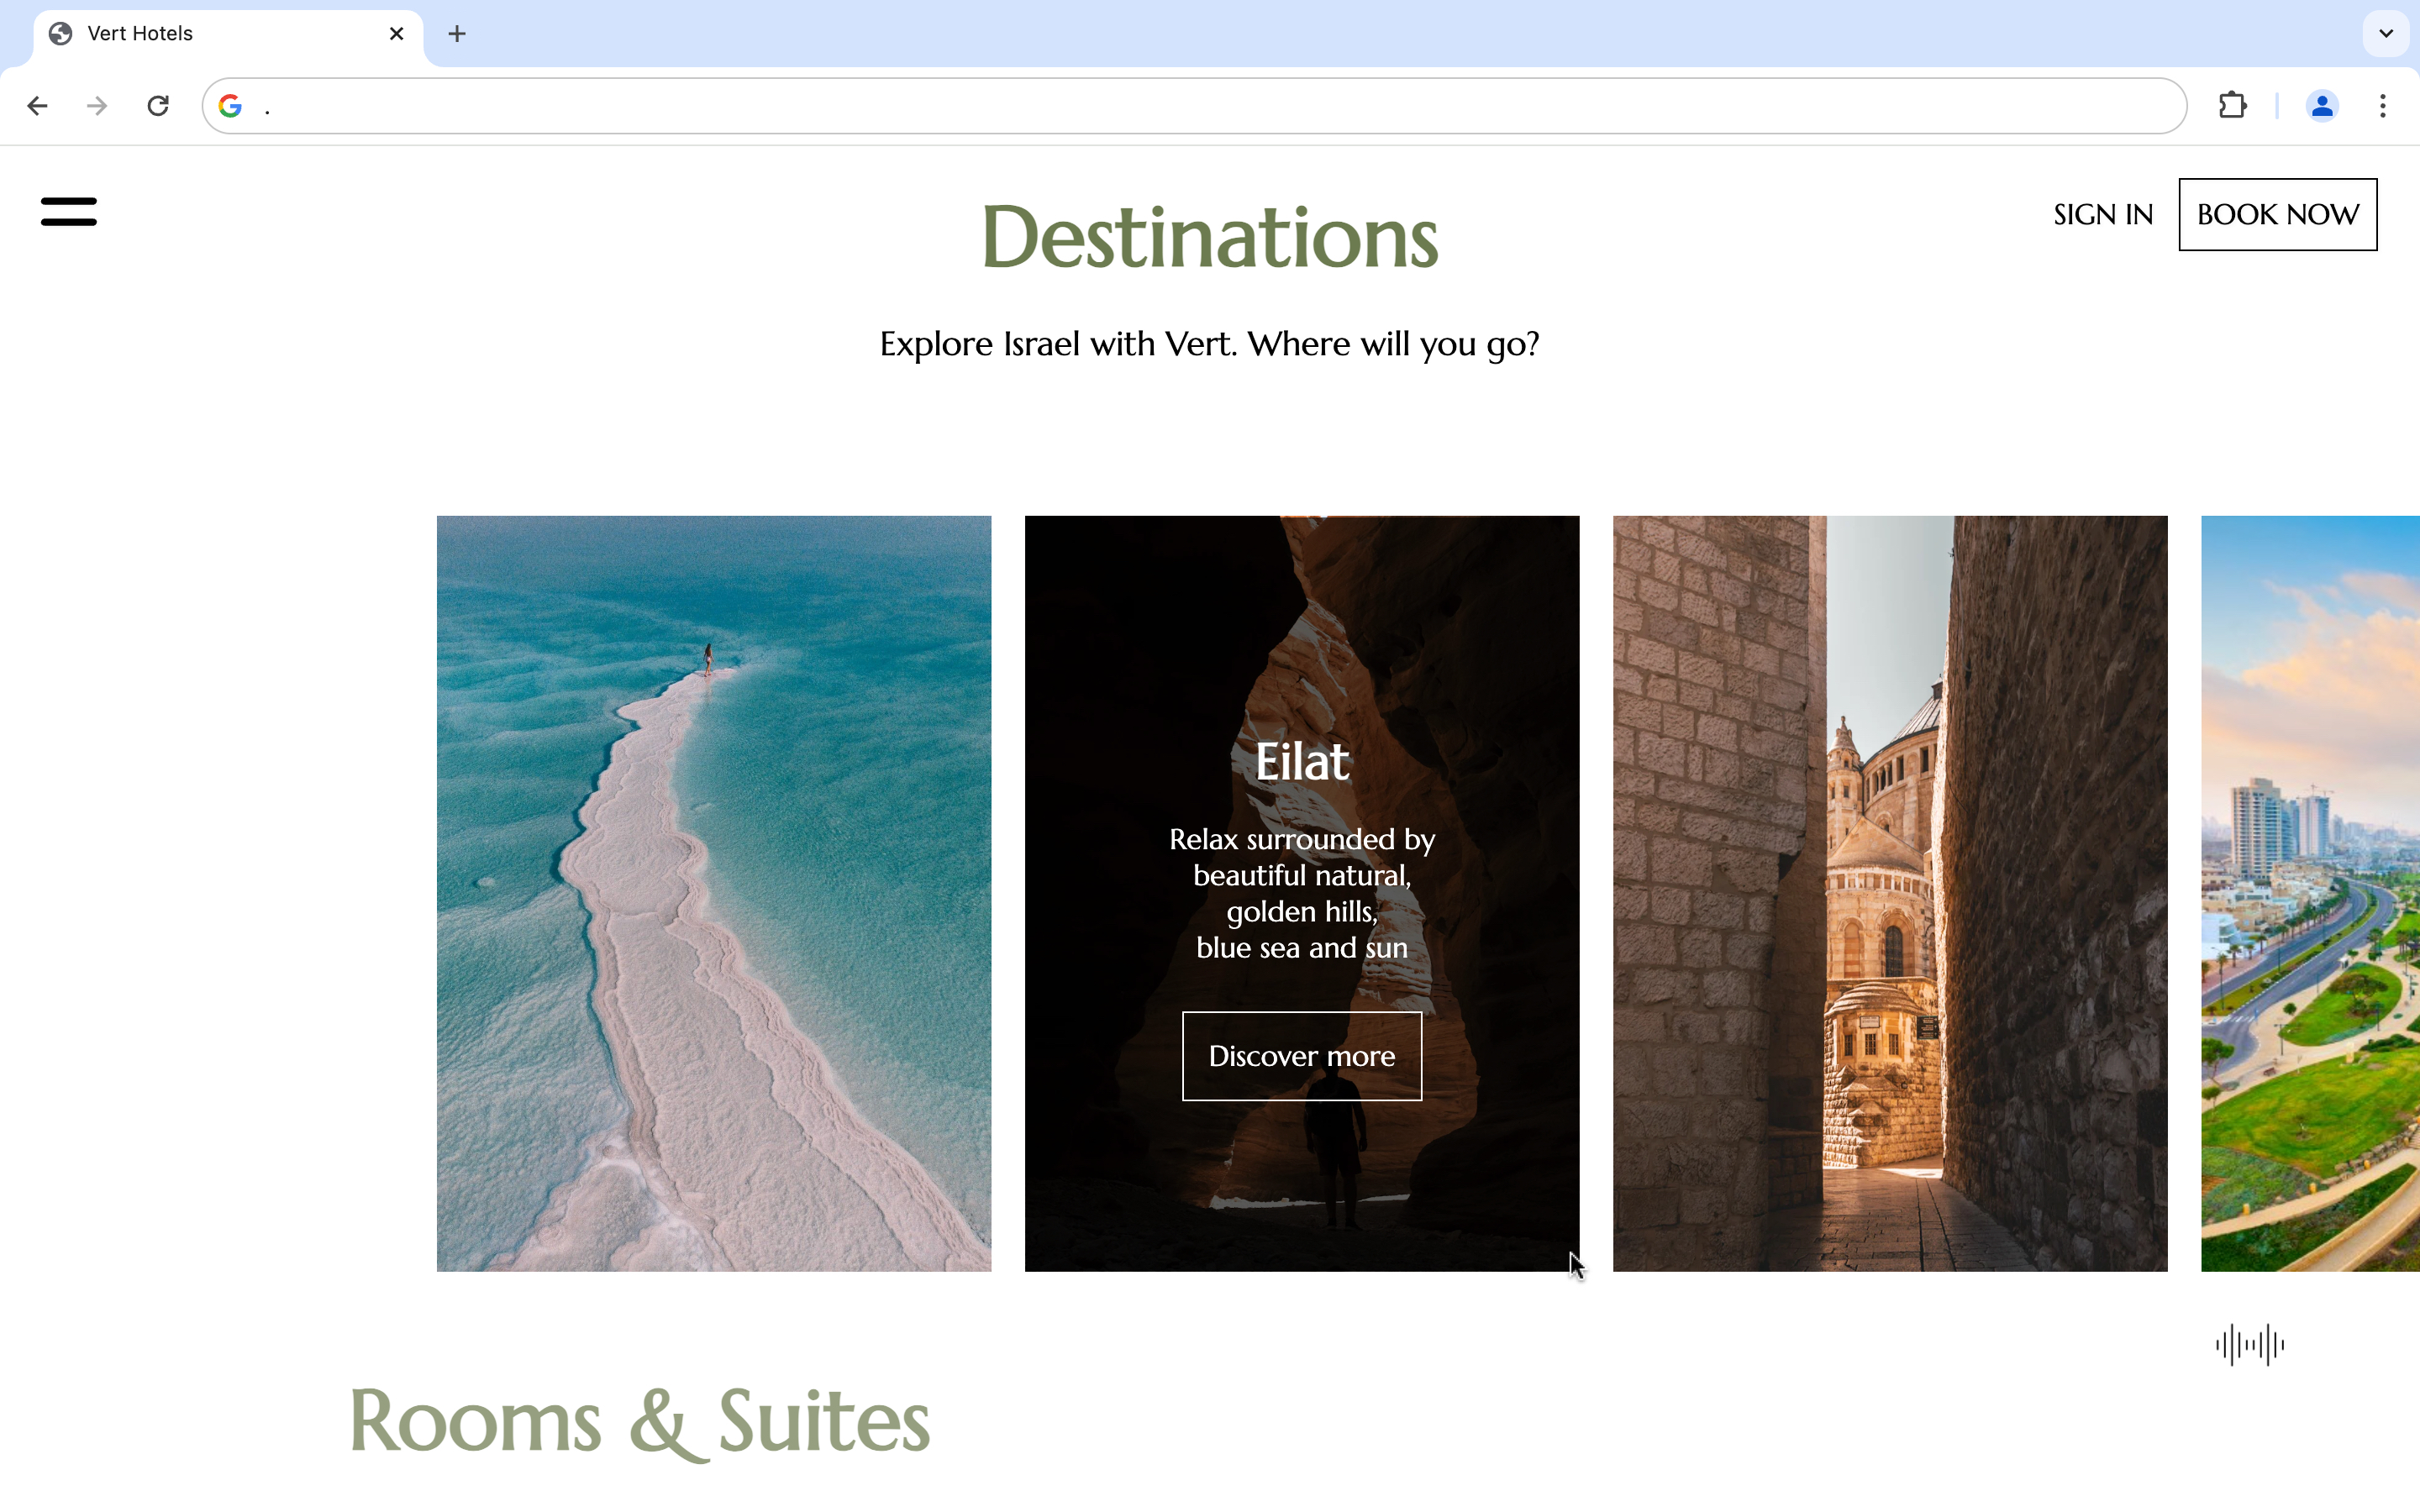 Vert Hotels
.
SIGN IN
BOOK NOW
Destinations
Explore Israel with Vert. Where will you go?
Eilat
Relax surrounded by
beautiful natural,
golden hills,
blue sea and sun
Discover more
Rooms & Suites